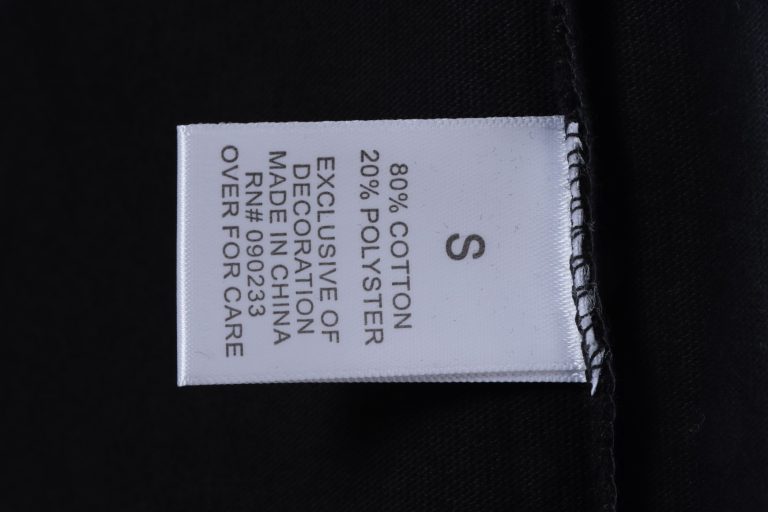 S
80% COTTON
20% POLYSTER
EXCLUSIVE OF
DECORATION
MADE IN CHINA
RN# 090233
OVER FOR CARE